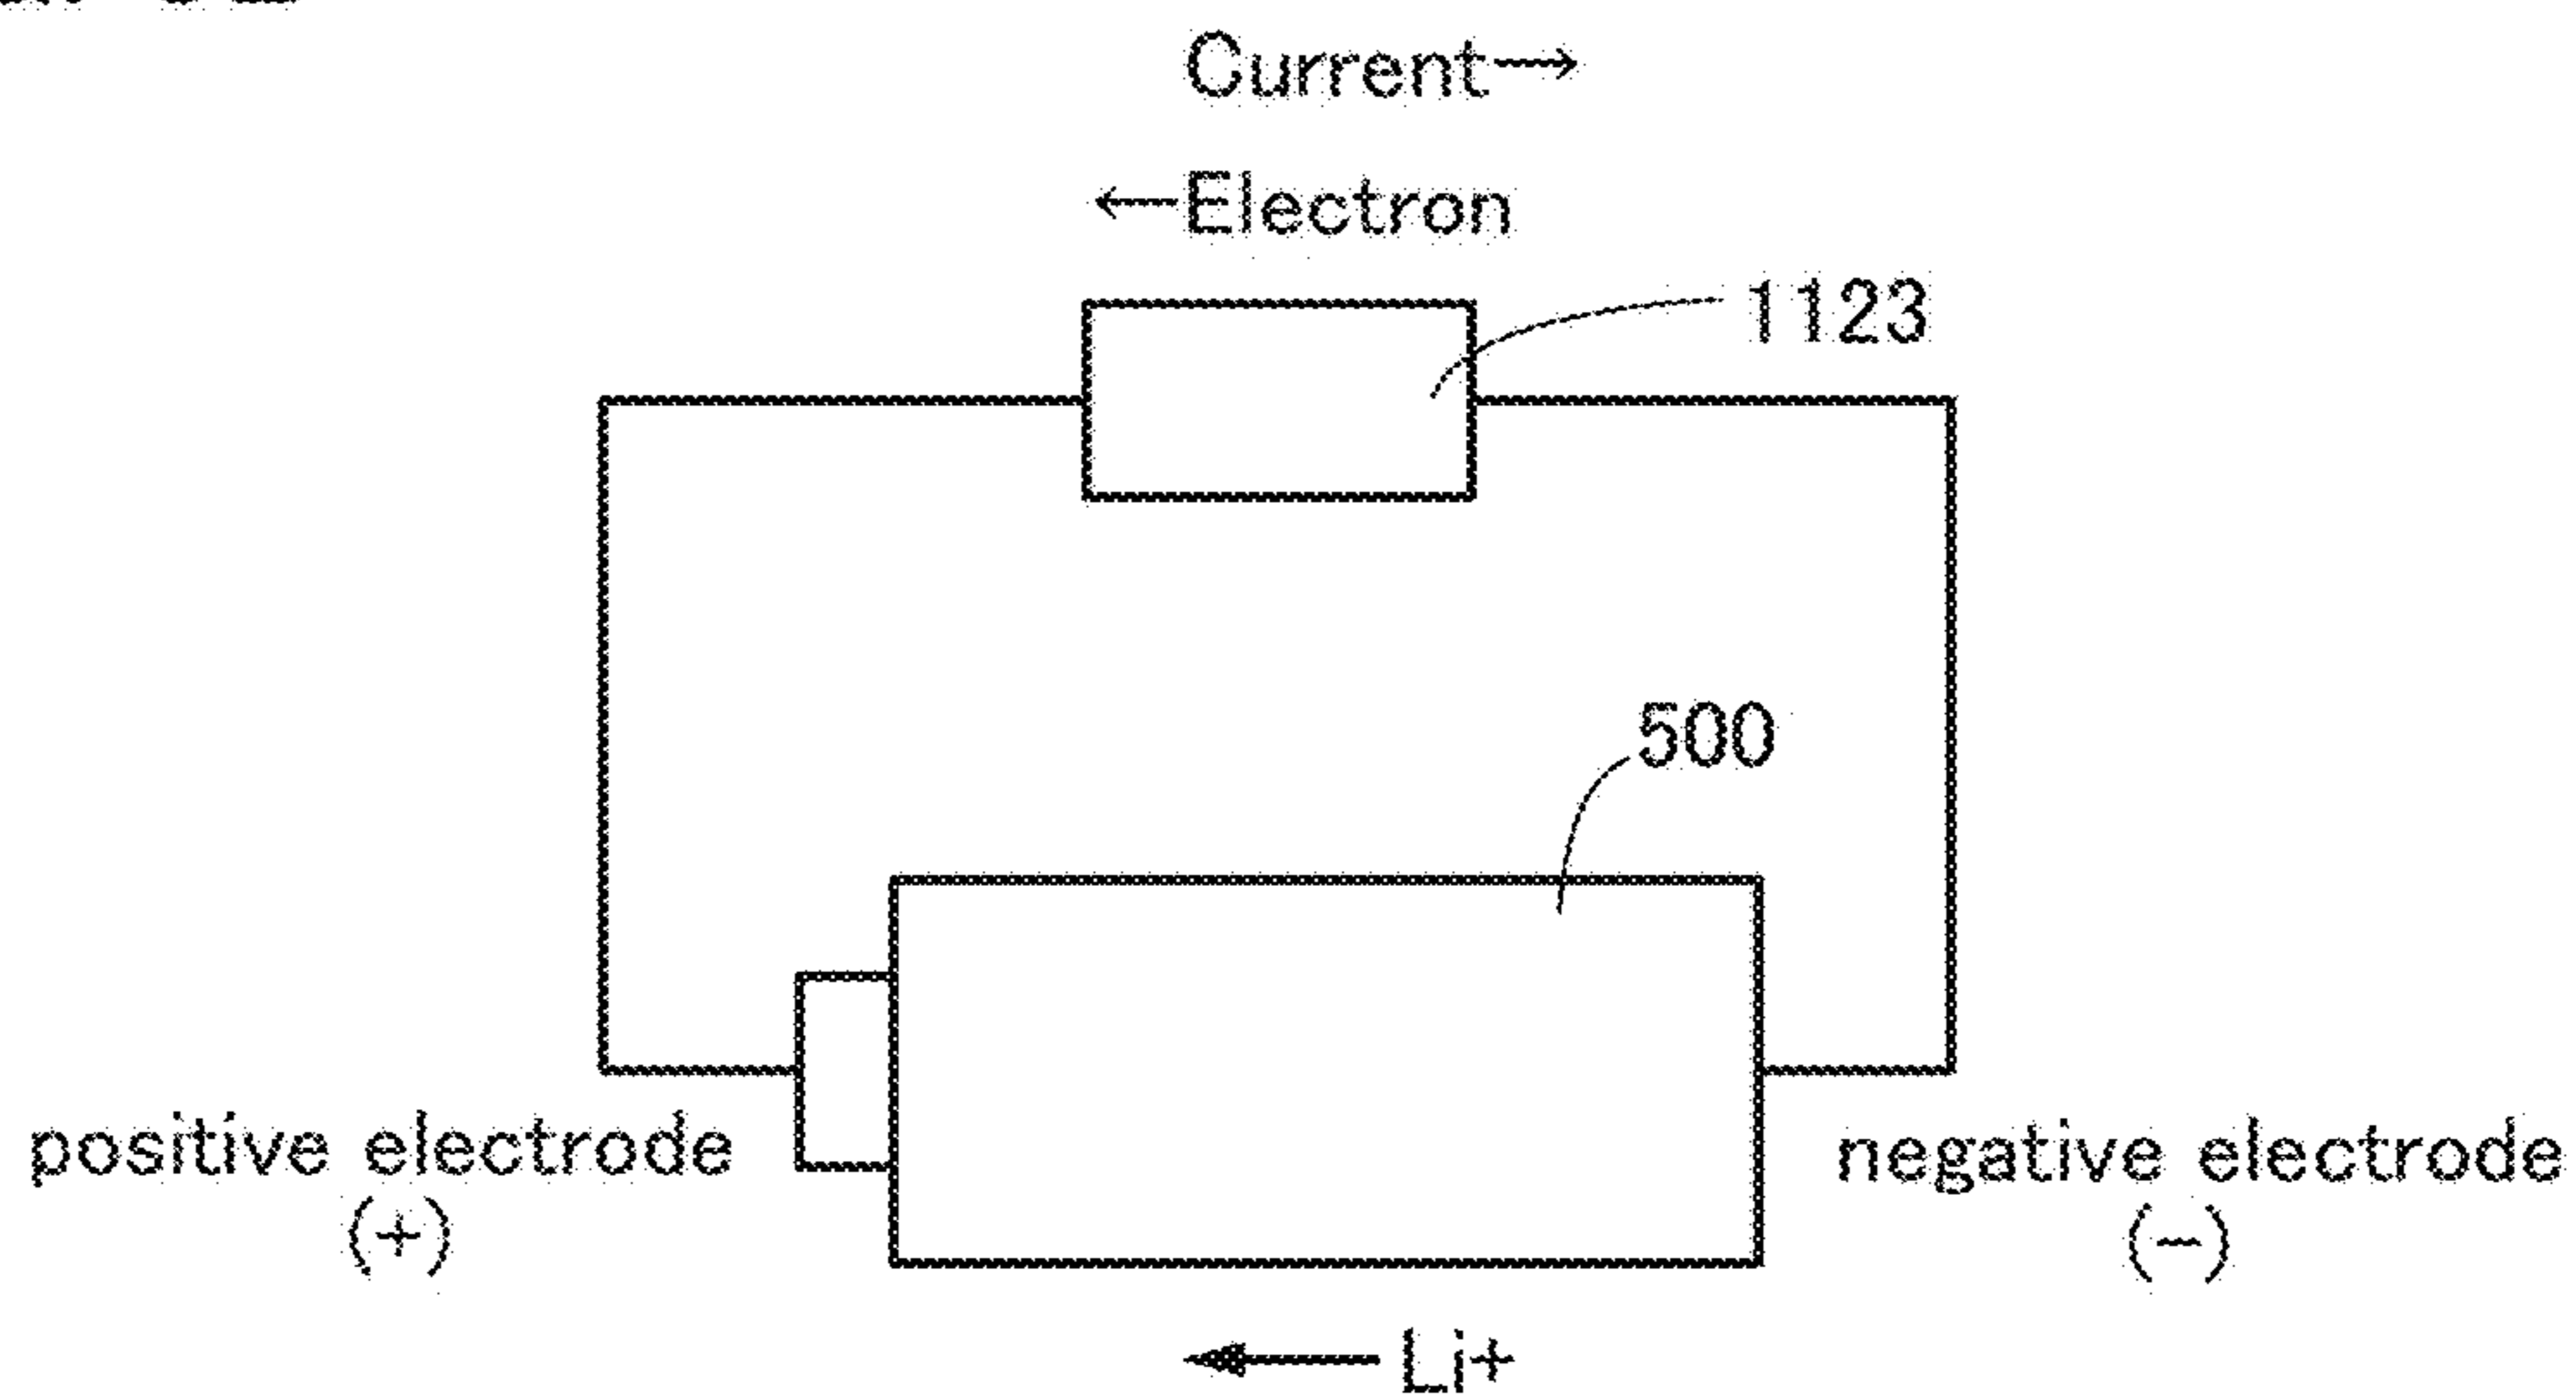 Current→
←Electron
1123
500
positive electrode
(+)
negative electrode
(−)
← Li+